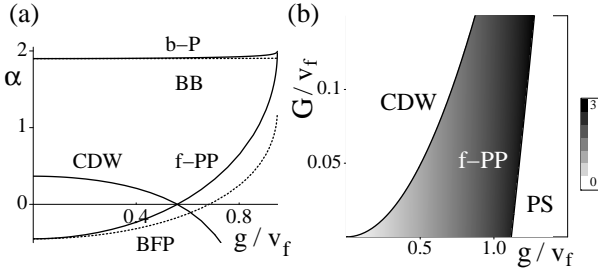 (a)
b–P
2
α
BB
1
CDW
f–PP
0
0.4
0.8
BFP
g / v_f
(b)
G / v_f
0.1
CDW
0.05
f–PP
PS
0.5
1.0
g / v_f
3
0